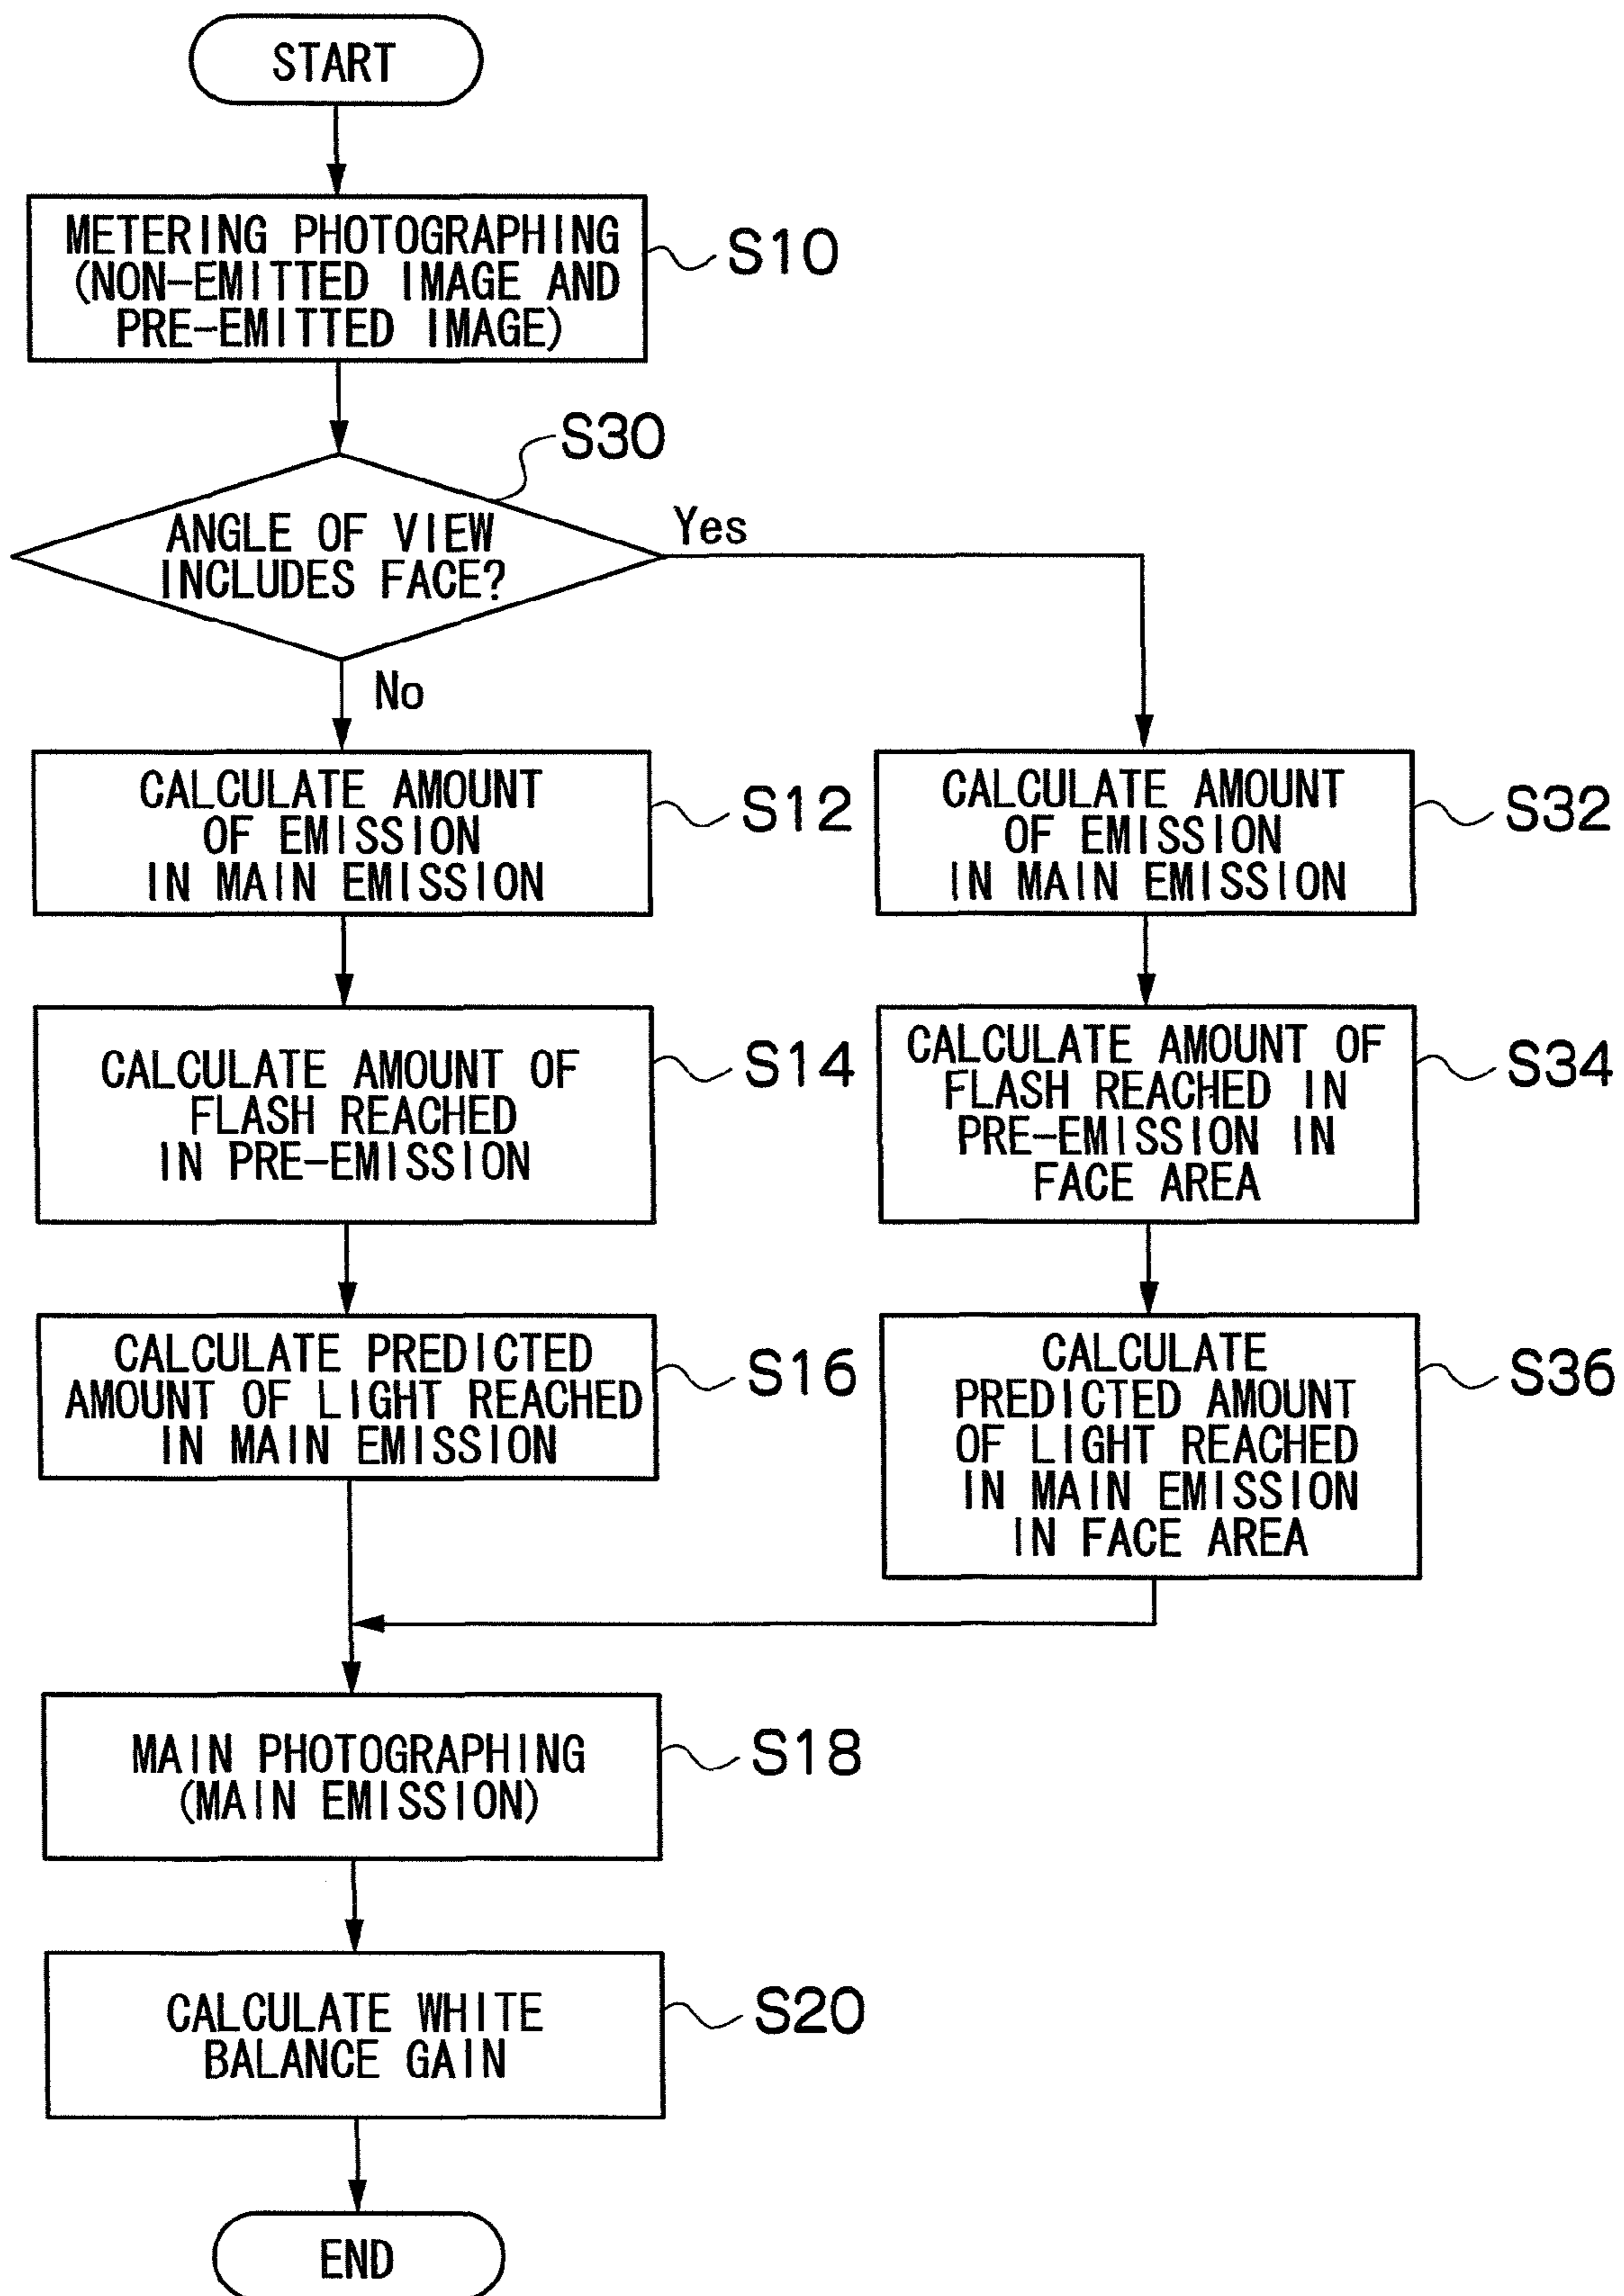 START
METERING PHOTOGRAPHING
(NON-EMITTED IMAGE AND
PRE-EMITTED IMAGE)
S10
S30
ANGLE OF VIEW
INCLUDES FACE?
Yes
No
CALCULATE AMOUNT
OF EMISSION
IN MAIN EMISSION
S12
CALCULATE AMOUNT
OF EMISSION
IN MAIN EMISSION
S32
CALCULATE AMOUNT OF
FLASH REACHED
IN PRE-EMISSION
S14
CALCULATE AMOUNT OF
FLASH REACHED IN
PRE-EMISSION IN
FACE AREA
S34
CALCULATE PREDICTED
AMOUNT OF LIGHT REACHED
IN MAIN EMISSION
S16
CALCULATE
PREDICTED AMOUNT
OF LIGHT REACHED
IN MAIN EMISSION
IN FACE AREA
S36
MAIN PHOTOGRAPHING
(MAIN EMISSION)
S18
CALCULATE WHITE
BALANCE GAIN
S20
END